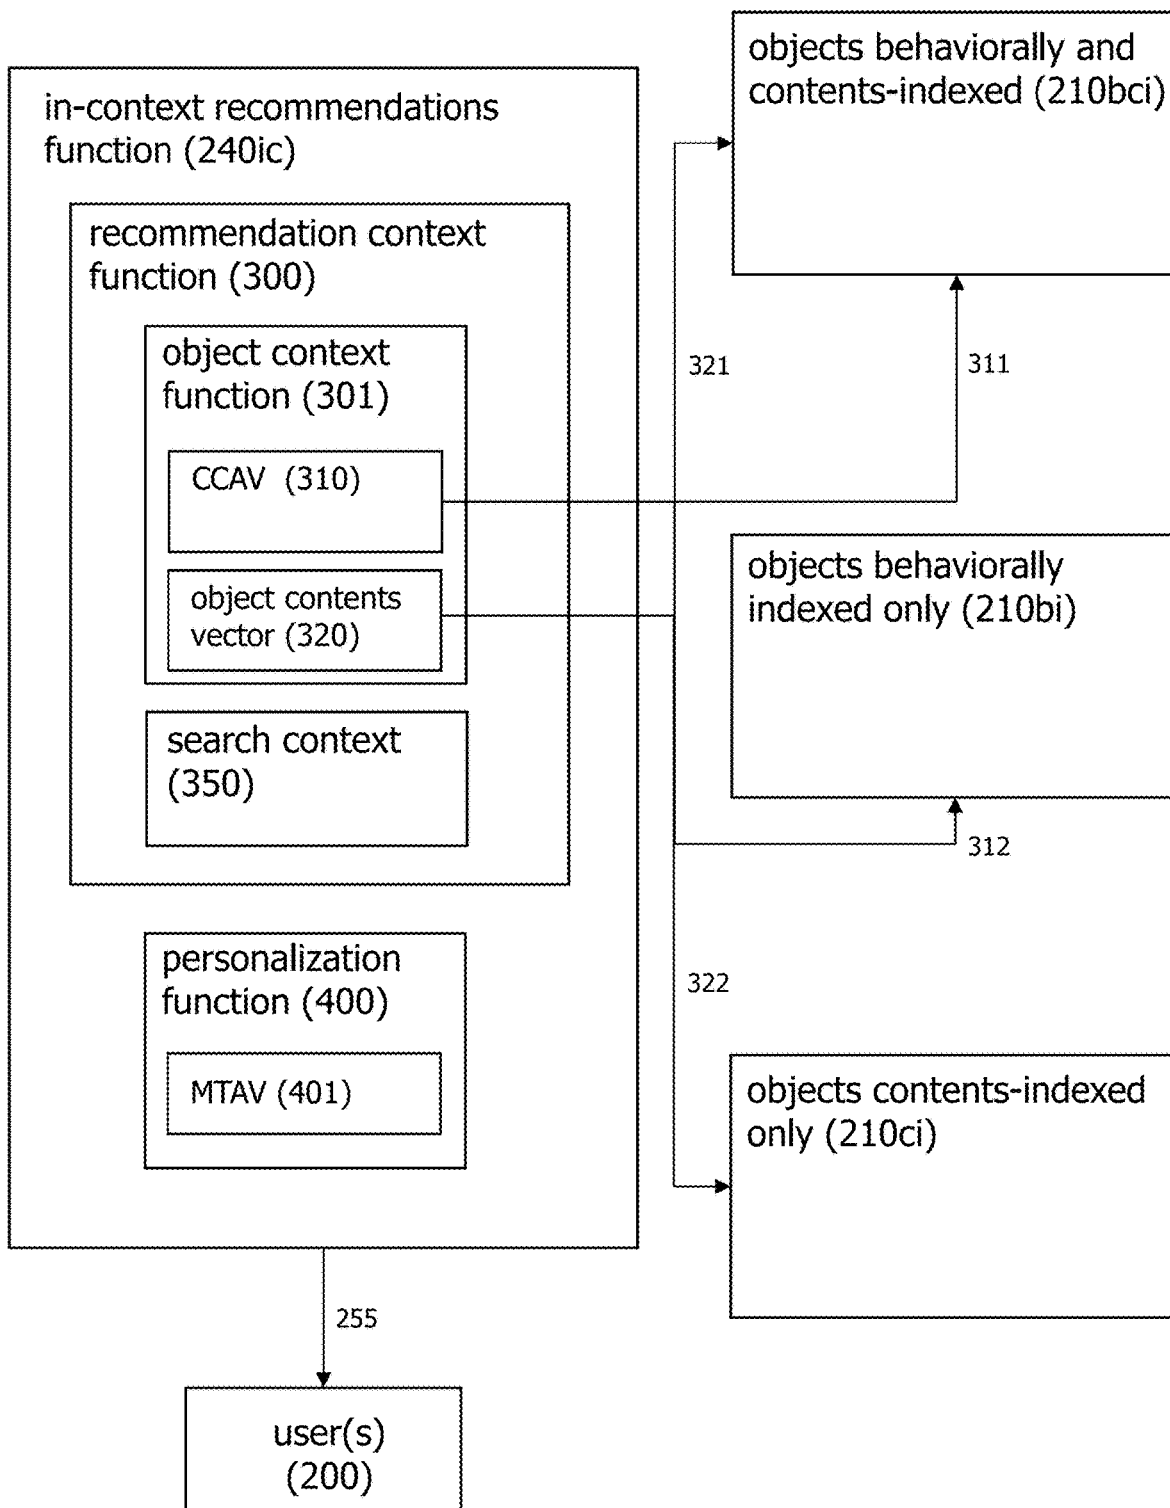 objects behaviorally and
contents-indexed (210bci)
in-context recommendations
function (240ic)
recommendation context
function (300)
object context
function (301)
321
311
CCAV (310)
objects behaviorally
indexed only (210bi)
object contents
vector (320)
search context
(350)
312
personalization
function (400)
322
MTAV (401)
objects contents-indexed
only (210ci)
255
user(s)
(200)